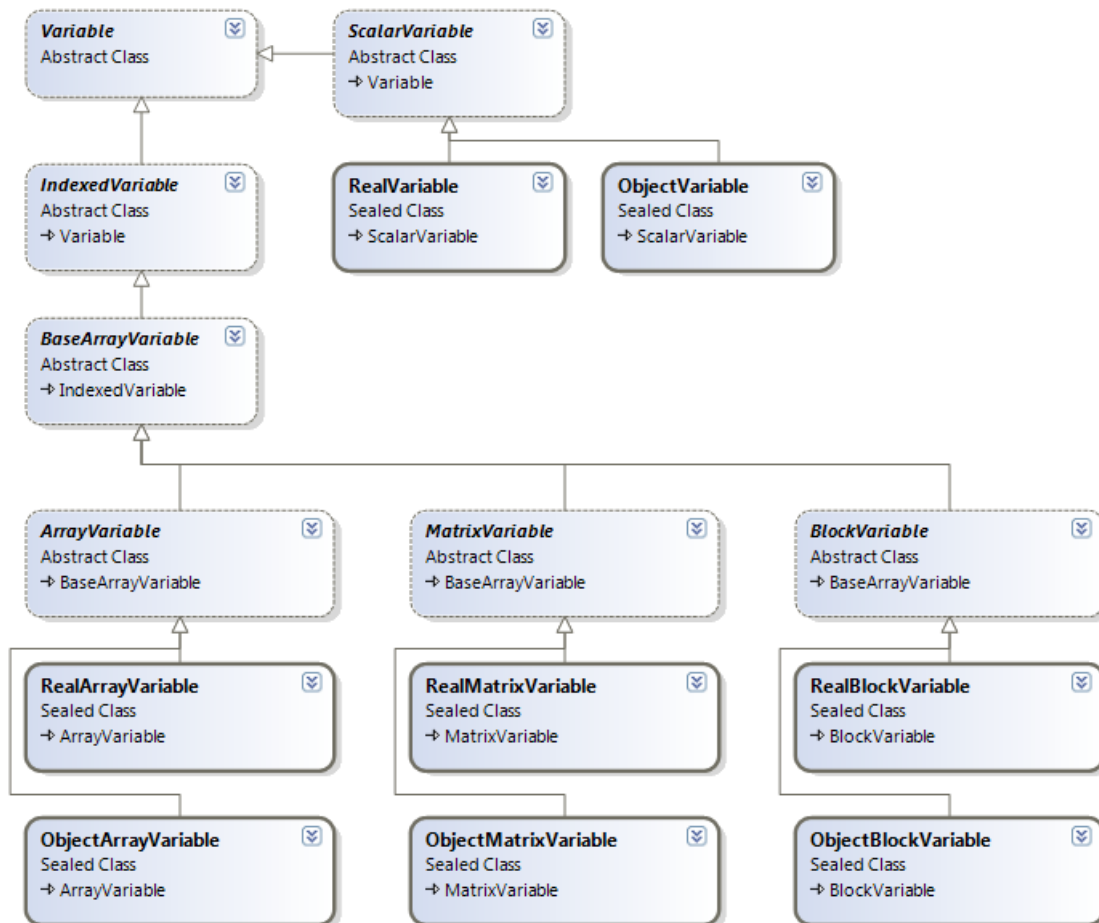 Variable
Abstract Class
ScalarVariable
Abstract Class
Variable
IndexedVariable
Abstract Class
Variable
RealVariable
Sealed Class
ScalarVariable
ObjectVariable
Sealed Class
ScalarVariable
BaseArrayVariable
Abstract Class
IndexedVariable
ArrayVariable
Abstract Class
BaseArrayVariable
MatrixVariable
Abstract Class
BaseArrayVariable
BlockVariable
Abstract Class
BaseArrayVariable
RealArrayVariable
Sealed Class
ArrayVariable
RealMatrixVariable
Sealed Class
MatrixVariable
RealBlockVariable
Sealed Class
BlockVariable
ObjectArrayVariable
Sealed Class
ArrayVariable
ObjectMatrixVariable
Sealed Class
MatrixVariable
ObjectBlockVariable
Sealed Class
BlockVariable